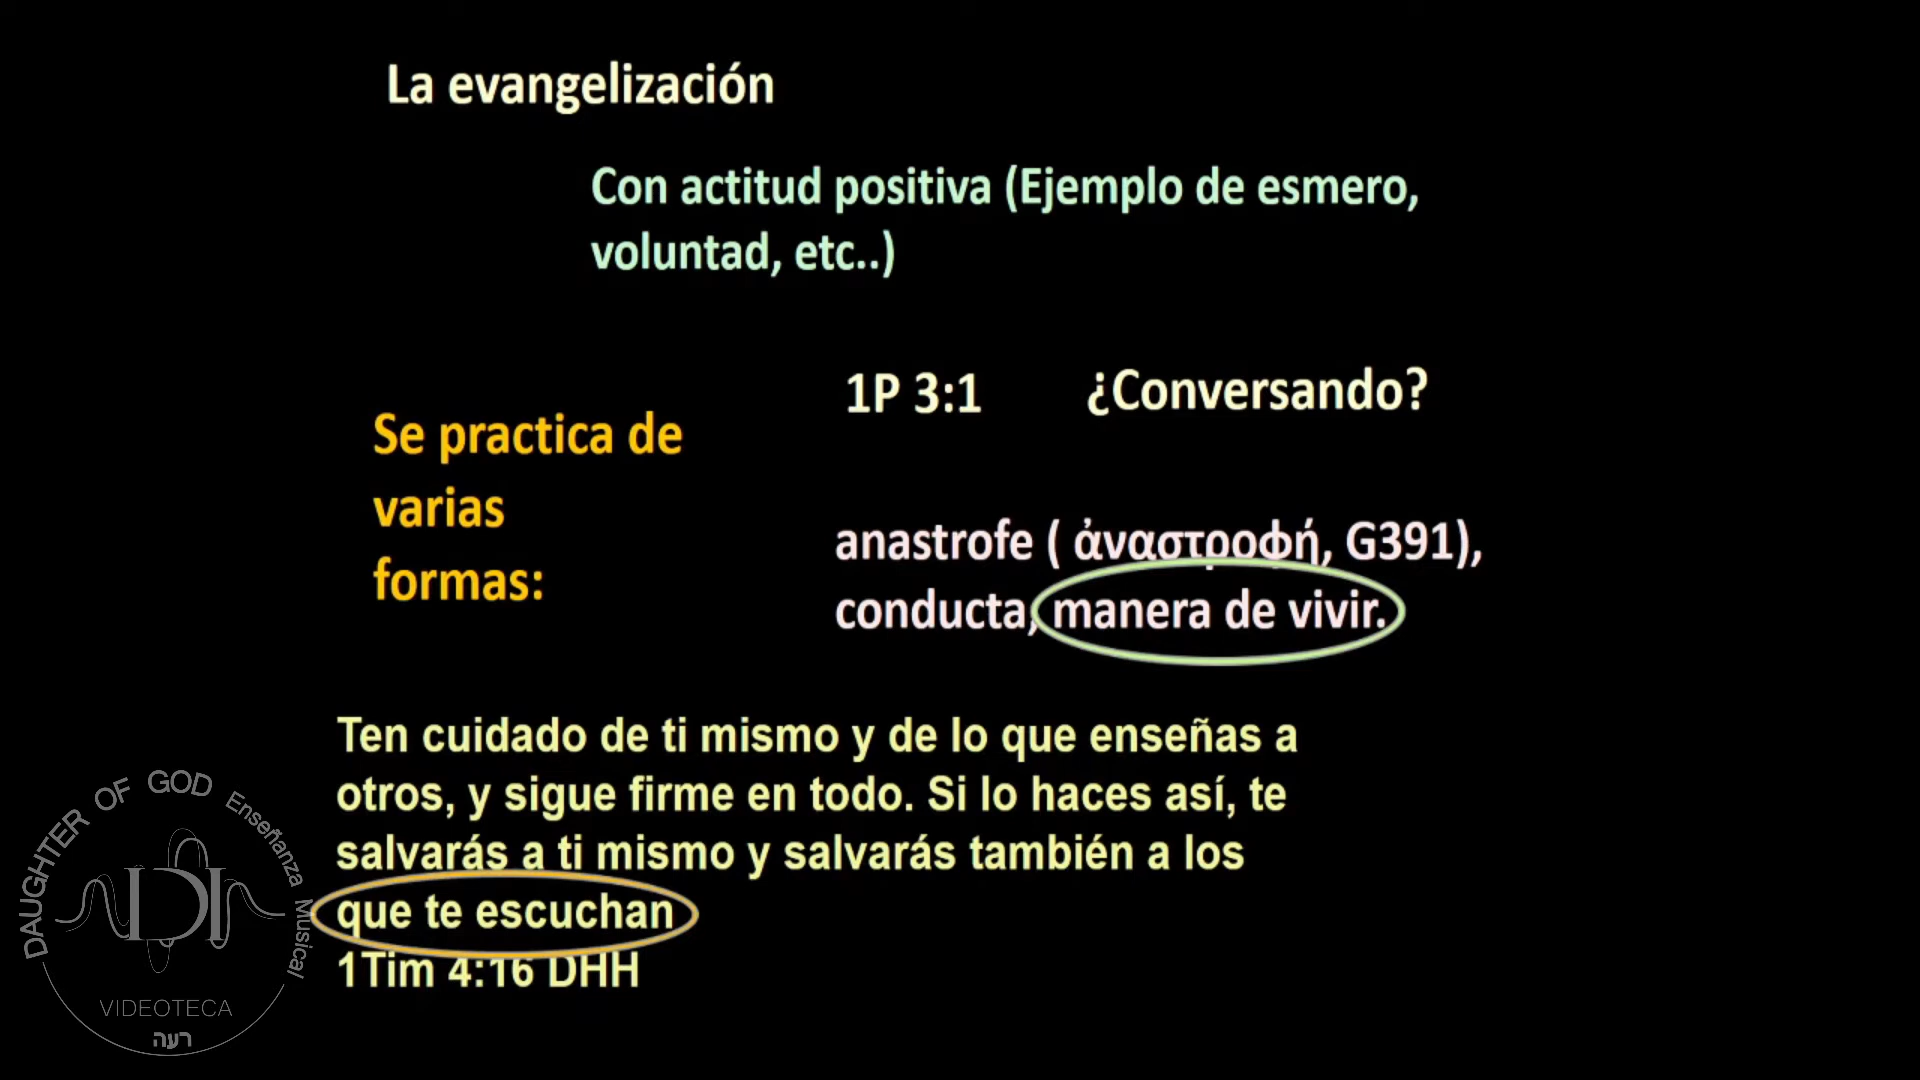 La evangelización
Con actitud positiva (Ejemplo de esmero,
voluntad, etc..)
1P 3:1 ¿Conversando?
Se practica de
varias
formas:
anastrofe ( ἀναστροφή, G391),
conducta, manera de vivir.
Ten cuidado de ti mismo y de lo que enseñas a
otros, y sigue firme en todo. Si lo haces así, te
salvarás a ti mismo y salvarás también a los
que te escuchan
1Tim 4:16 DHH
DAUGHTER OF GOD Enseñanza Musical
VIDEOTECA
רעה